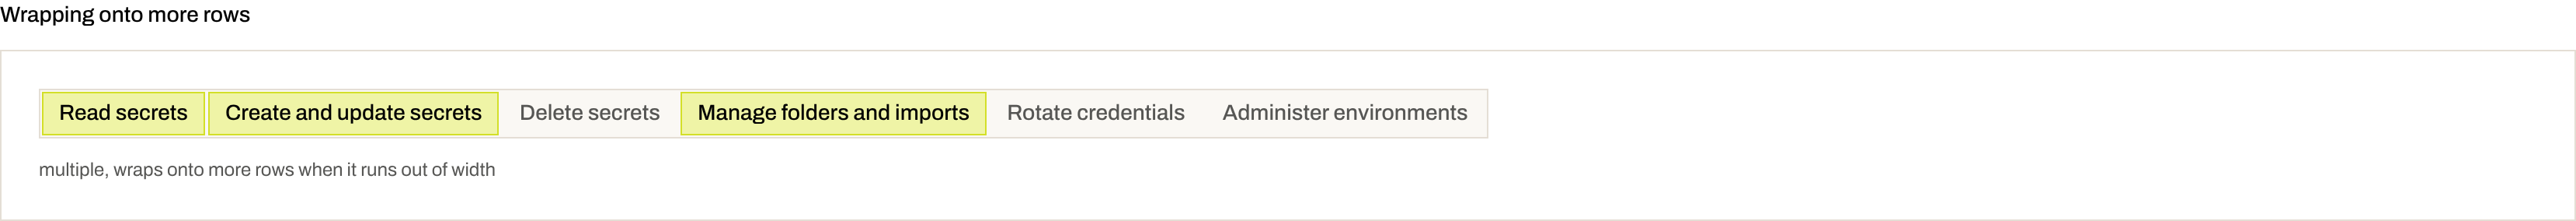 Wrapping onto more rows
Read secrets Create and update secrets Delete secrets Manage folders and imports Rotate credentials Administer environments
multiple, wraps onto more rows when it runs out of width